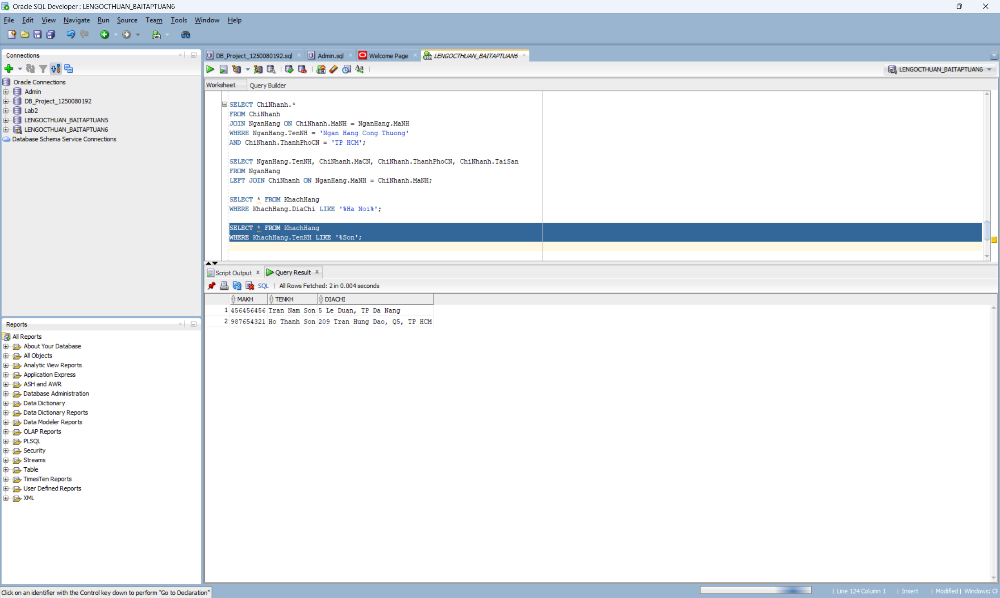 Oracle SQL Developer : LENGOCTHUAN_BAITAPTUAN6
File Edit View Navigate Run Source Team Tools Window Help
Connections
Oracle Connections
Admin
DB_Project_1250080192
Lab2
LENGOCTHUAN_BAITAPTUAN5
LENGOCTHUAN_BAITAPTUAN6
Database Schema Service Connections
Reports
All Reports
About Your Database
All Objects
Analytic View Reports
Application Express
ASH and AWR
Database Administration
Data Dictionary
Data Dictionary Reports
Data Modeler Reports
OLAP Reports
PLSQL
Security
Streams
Table
TimesTen Reports
User Defined Reports
XML
DB_Project_1250080192.sql Admin.sql Welcome Page LENGOCTHUAN_BAITAPTUAN6
LENGOCTHUAN_BAITAPTUAN6
Worksheet Query Builder
SELECT ChiNhanh.*
FROM ChiNhanh
JOIN NganHang ON ChiNhanh.MaNH = NganHang.MaNH
WHERE NganHang.TenNH = 'Ngan Hang Cong Thuong'
AND ChiNhanh.ThanhPhoCN = 'TP HCM';
SELECT NganHang.TenNH, ChiNhanh.MaCN, ChiNhanh.ThanhPhoCN, ChiNhanh.TaiSan
FROM NganHang
LEFT JOIN ChiNhanh ON NganHang.MaNH = ChiNhanh.MaNH;
SELECT * FROM KhachHang
WHERE KhachHang.DiaChi LIKE '%Ha Noi%';
SELECT * FROM KhachHang
WHERE KhachHang.TenKH LIKE '%Son';
Script Output Query Result
SQL | All Rows Fetched: 2 in 0.004 seconds
MAKH TENKH DIACHI
1 456456456 Tran Nam Son 5 Le Duan, TP Da Nang
2 987654321 Ho Thanh Son 209 Tran Hung Dao, Q5, TP HCM
Click on an identifier with the Control key down to perform "Go to Declaration"
| Line 124 Column 1 | Insert | Modified | Windows: C